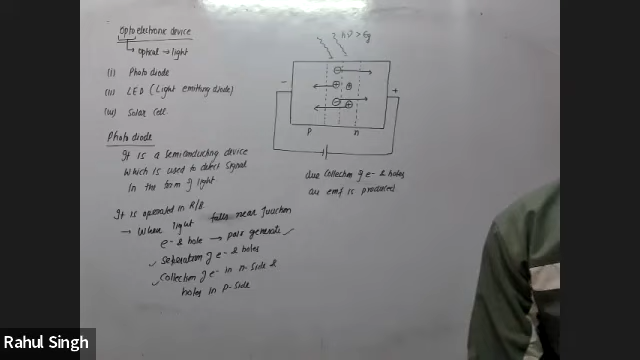 Optoelectronic device
→ optical → light
(i) Photo diode
(ii) LED (Light emitting diode)
(iii) Solar Cell
Photo diode
It is a semiconducting device
which is used to detect signal
in the form of light
It is operated in R/B
→ when light falls near junction
e- & hole → pair generate
Separation of e- & holes
Collection of e- in n-side &
holes in p-side
hν > Eg
-
+
p n
due collection of e- & holes
an emf is produced
Rahul Singh